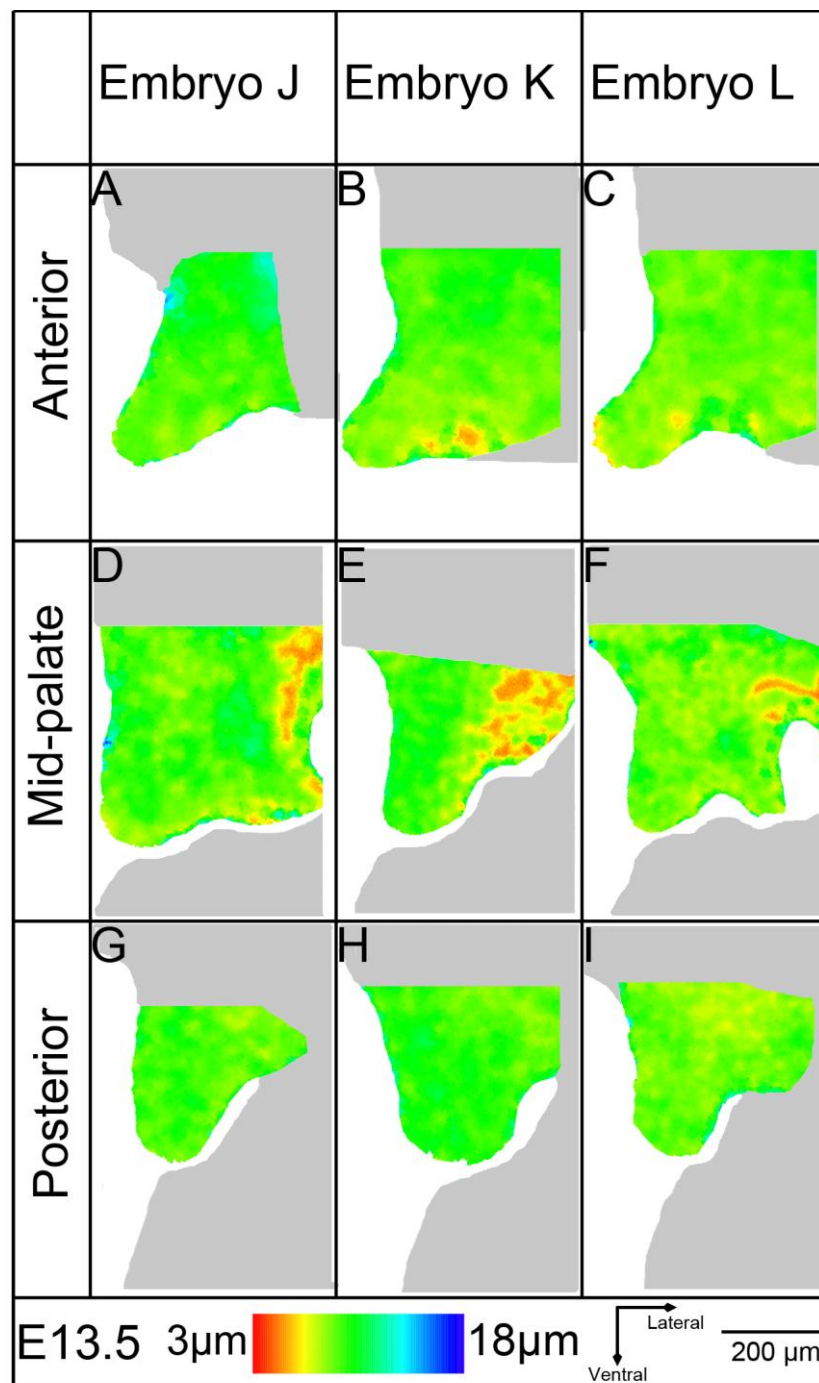 Embryo J Embryo K Embryo L
Anterior
A B C
Mid-palate
D E F
Posterior
G H I
E13.5 3µm 18µm Lateral Ventral 200 µm